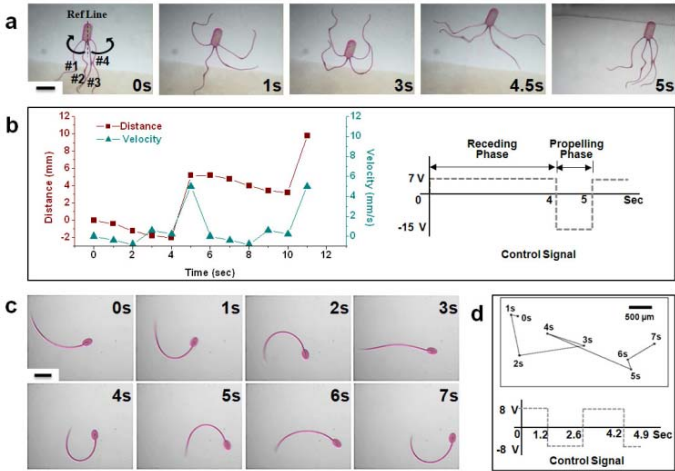 a
Ref Line
#1
#2
#3
#4
0s
1s
3s
4.5s
5s
b
Distance
Velocity
Distance (mm)
12
10
8
6
4
2
0
-2
12
10
8
6
4
2
0
-2
Velocity (mm/s)
0 2 4 6 8 10 12
Time (sec)
Receding Phase
Propelling Phase
7 V
0
4
5
Sec
-15 V
Control Signal
c
0s
1s
2s
3s
4s
5s
6s
7s
d
500 µm
1s
0s
2s
3s
4s
5s
6s
7s
8 V
0
1.2
2.6
4.2
4.9
Sec
-8 V
Control Signal